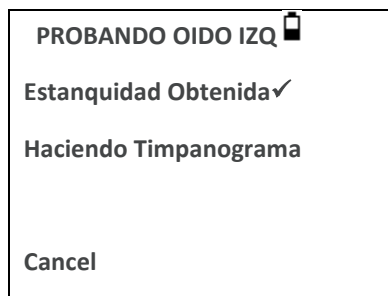 PROBANDO OIDO IZQ
Estanquidad Obtenida✓
Haciendo Timpanograma
Cancel